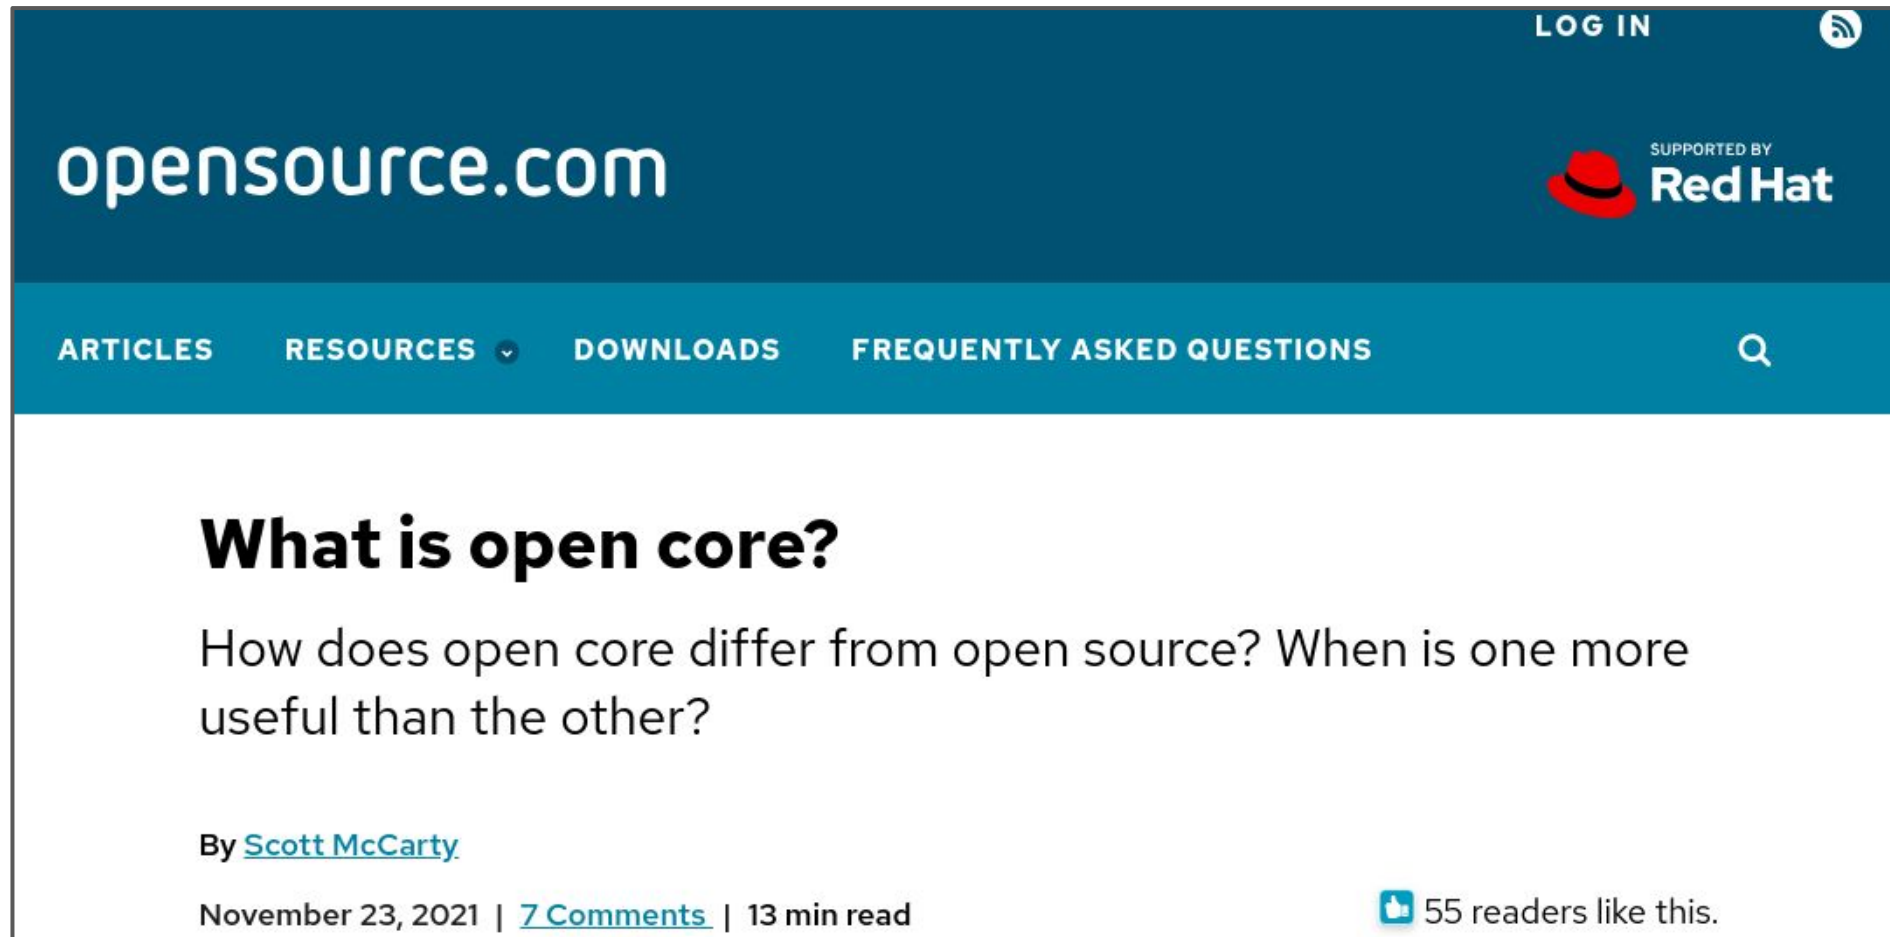 LOG IN
opensource.com
SUPPORTED BY
Red Hat
ARTICLES RESOURCES DOWNLOADS FREQUENTLY ASKED QUESTIONS
What is open core?
How does open core differ from open source? When is one more
useful than the other?
By Scott McCarty
November 23, 2021 | 7 Comments | 13 min read
55 readers like this.